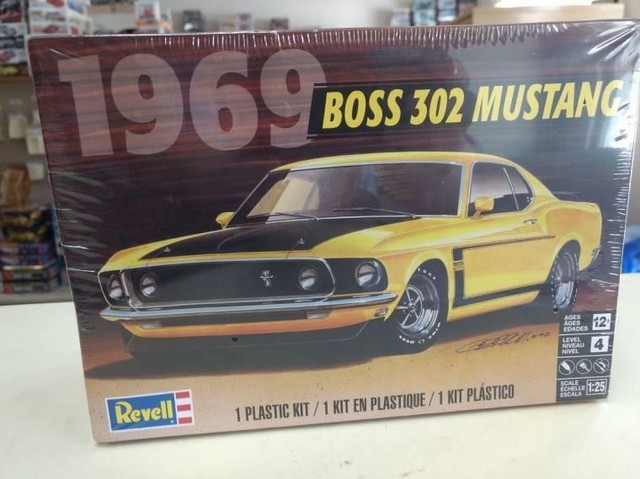 1969
BOSS 302 MUSTANG
AGES
ÂGES
EDADES
12+
LEVEL
NIVEAU
NIVEL
4
SCALE
ÉCHELLE
ESCALA
1:25
Revell
1 PLASTIC KIT / 1 KIT EN PLASTIQUE / 1 KIT PLÁSTICO